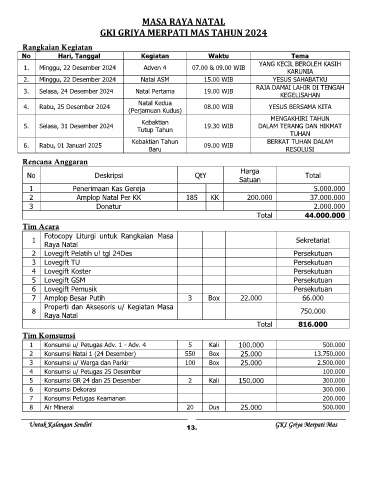 MASA RAYA NATAL
GKI GRIYA MERPATI MAS TAHUN 2024
Rangkaian Kegiatan
No Hari, Tanggal Kegiatan Waktu Tema
1. Minggu, 22 Desember 2024 Adven 4 07.00 & 09.00 WIB YANG KECIL BEROLEH KASIH KARUNIA
2. Minggu, 22 Desember 2024 Natal ASM 15.00 WIB YESUS SAHABATKU
3. Selasa, 24 Desember 2024 Natal Pertama 19.00 WIB RAJA DAMAI LAHIR DI TENGAH KEGELISAHAN
4. Rabu, 25 Desember 2024 Natal Kedua (Perjamuan Kudus) 08.00 WIB YESUS BERSAMA KITA
5. Selasa, 31 Desember 2024 Kebaktian Tutup Tahun 19.30 WIB MENGAKHIRI TAHUN DALAM TERANG DAN HIKMAT TUHAN
6. Rabu, 01 Januari 2025 Kebaktian Tahun Baru 09.00 WIB BERKAT TUHAN DALAM RESOLUSI
Rencana Anggaran
No Deskripsi QtY Harga Satuan Total
1 Penerimaan Kas Gereja 5.000.000
2 Amplop Natal Per KK 185 KK 200.000 37.000.000
3 Donatur 2.000.000
Total 44.000.000
Tim Acara
1 Fotocopy Liturgi untuk Rangkaian Masa Raya Natal Sekretariat
2 Lovegift Pelatih u/ tgl 24Des Persekutuan
3 Lovegift TU Persekutuan
4 Lovegift Koster Persekutuan
5 Lovegift GSM Persekutuan
6 Lovegift Pemusik Persekutuan
7 Amplop Besar Putih 3 Box 22.000 66.000
8 Properti dan Aksesoris u/ Kegiatan Masa Raya Natal 750.000
Total 816.000
Tim Komsumsi
1 Konsumsi u/ Petugas Adv. 1 - Adv. 4 5 Kali 100,000 500.000
2 Konsumsi Natal 1 (24 Desember) 550 Box 25,000 13.750.000
3 Konsumsi u/ Warga dan Parkir 100 Box 25.000 2.500.000
4 Konsumsi u/ Petugas 25 Desember 100.000
5 Konsumsi GR 24 dan 25 Desember 2 Kali 150,000 300.000
6 Konsumsi Dekorasi 300.000
7 Konsumsi Petugas Keamanan 200.000
8 Air Mineral 20 Dus 25.000 500.000
Untuk Kalangan Sendiri 13. GKI Griya Merpati Mas